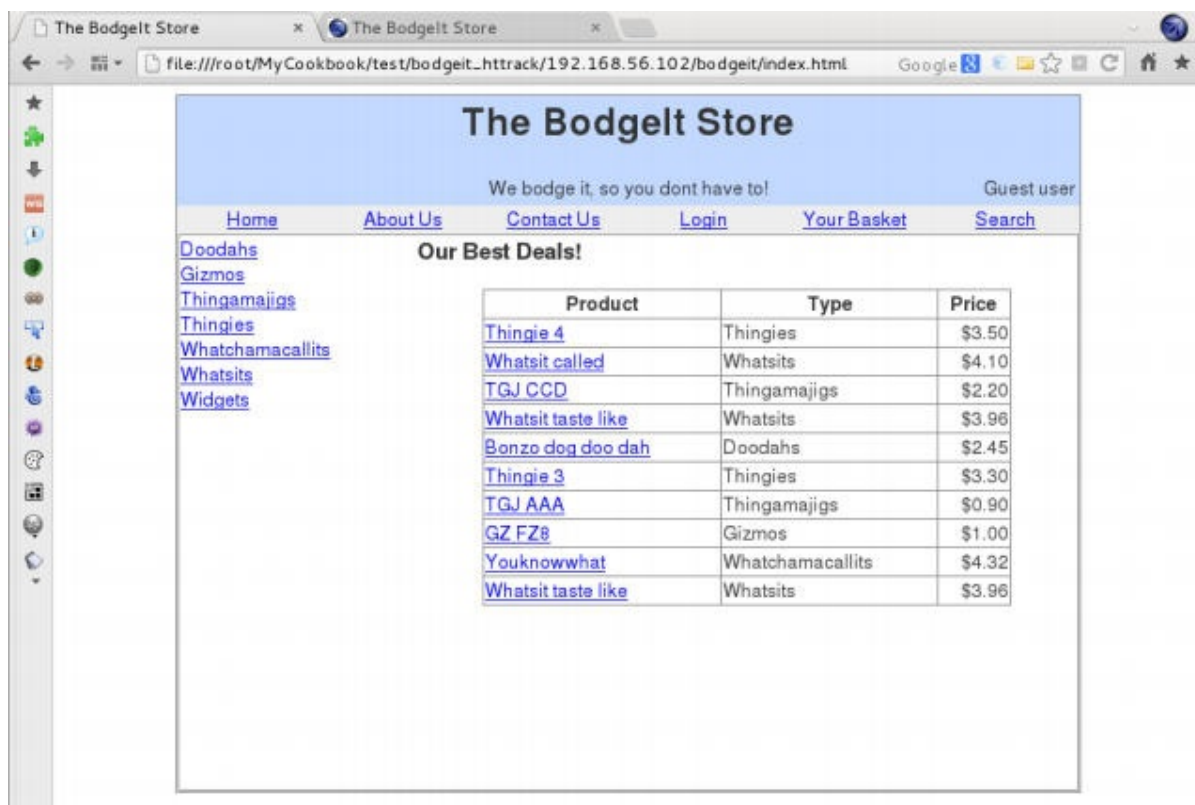 The BodgeIt Store The BodgeIt Store
file:///root/MyCookbook/test/bodgeit_httrack/192.168.56.102/bodgeit/index.html Google
The BodgeIt Store
We bodge it, so you dont have to! Guest user
Home About Us Contact Us Login Your Basket Search
Doodahs
Gizmos
Thingamajigs
Thingies
Whatchamacallits
Whatsits
Widgets
Our Best Deals!
Product Type Price
Thingie 4 Thingies $3.50
Whatsit called Whatsits $4.10
TGJ CCD Thingamajigs $2.20
Whatsit taste like Whatsits $3.96
Bonzo dog doo dah Doodahs $2.45
Thingie 3 Thingies $3.30
TGJ AAA Thingamajigs $0.90
GZ FZ8 Gizmos $1.00
Youknowwhat Whatchamacallits $4.32
Whatsit taste like Whatsits $3.96